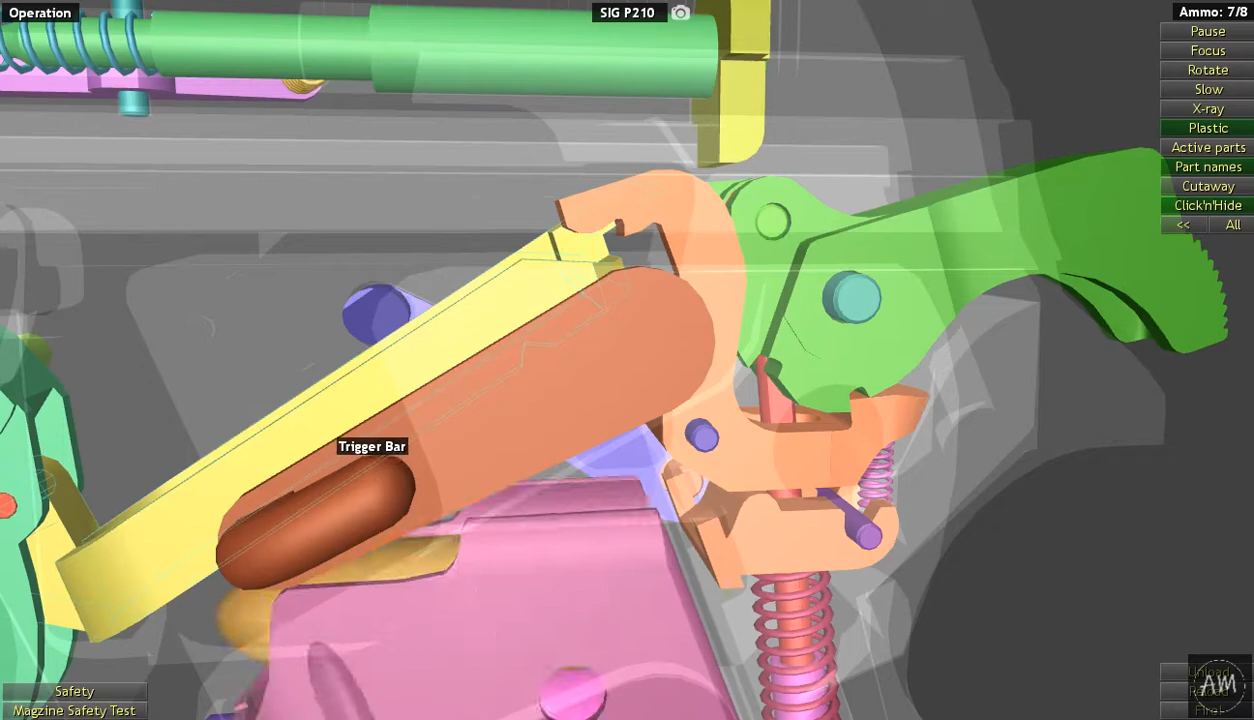 Operation
SIG P210
Ammo: 7/8
Pause
Focus
Rotate
Slow
X-ray
Plastic
Active parts
Part names
Cutaway
Click'n'Hide
<< All
Trigger Bar
Safety
Magzine Safety Test
AM